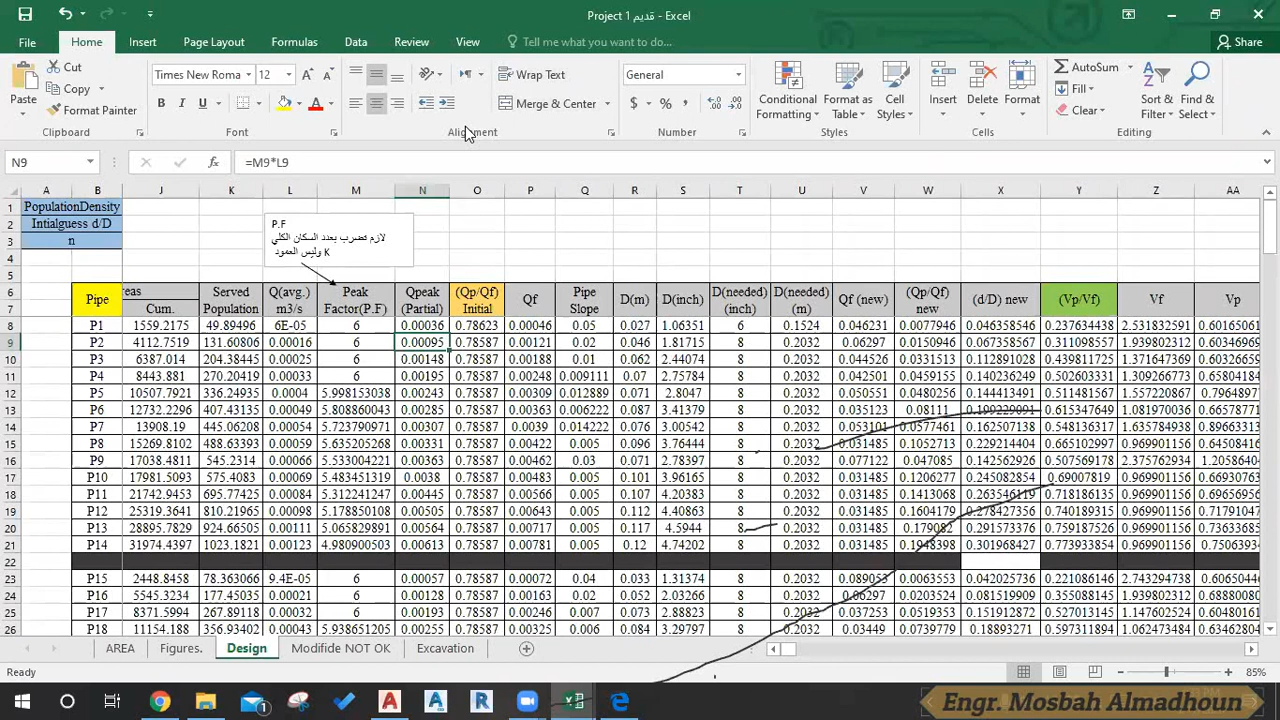 Project 1 قديم - Excel
File Home Insert Page Layout Formulas Data Review View Tell me what you want to do... Share
Cut
Copy
Format Painter
Paste
Clipboard
Times New Roma 12
B I U
Font
Wrap Text
Merge & Center
Alignment
General
$ % ,
Number
Conditional Formatting
Format as Table
Cell Styles
Styles
Insert Delete Format
Cells
AutoSum
Fill
Clear
Sort & Filter
Find & Select
Editing
N9 fx =M9*L9
A B J K L M N O P Q R S T U V W X Y Z AA
1 PopulationDensity
2 Intialguess d/D
3 n
4
5
P.F
لازم تضرب بعدد السكان الكلي
وليس العمود K
6 Pipe reas Served Q(avg.) Peak Qpeak (Qp/Qf) Qf Pipe D(m) D(inch) D(needed) D(needed) Qf (new) (Qp/Qf) (d/D) new (Vp/Vf) Vf Vp
7 Cum. Population m3/s Factor(P.F) (Partial) Initial Slope (inch) (m) new
8 P1 1559.2175 49.89496 6E-05 6 0.00036 0.78623 0.00046 0.05 0.027 1.06351 6 0.1524 0.046231 0.0077946 0.046358546 0.237634438 2.531832591 0.60165061
9 P2 4112.7519 131.60806 0.00016 6 0.00095 0.78587 0.00121 0.02 0.046 1.81715 8 0.2032 0.06297 0.0150946 0.067358567 0.311098557 1.939802312 0.60346983
10 P3 6387.014 204.38445 0.00025 6 0.00148 0.78587 0.00188 0.01 0.062 2.44074 8 0.2032 0.044526 0.0331513 0.112890958 0.439811725 1.371647369 0.60326659
11 P4 8443.881 270.20419 0.00033 6 0.00195 0.78587 0.00248 0.009111 0.07 2.75784 8 0.2032 0.042501 0.0459155 0.140236249 0.502603331 1.309266773 0.65804184
12 P5 10507.7921 336.24935 0.0004 5.998153038 0.00243 0.78587 0.00309 0.012889 0.071 2.8047 8 0.2032 0.050551 0.0480256 0.144413491 0.511481567 1.557220867 0.7964897
13 P6 12732.2296 407.43135 0.00049 5.808860043 0.00285 0.78587 0.00363 0.006222 0.087 3.41379 8 0.2032 0.035123 0.08111 0.199229091 0.615347649 1.081970036 0.66578771
14 P7 13908.19 445.06208 0.00054 5.723790971 0.00307 0.78587 0.0039 0.014222 0.076 3.00542 8 0.2032 0.053101 0.0577461 0.162507138 0.548136317 1.635784938 0.89663331
15 P8 15269.8102 488.63393 0.00059 5.635205268 0.00331 0.78587 0.00422 0.005 0.096 3.76444 8 0.2032 0.031485 0.1052713 0.229214404 0.665102991 0.969901156
16 P9 17038.4811 545.2314 0.00066 5.533004221 0.00363 0.78587 0.00462 0.03 0.071 2.78397 8 0.2032 0.077122 0.047085 0.142562926 0.507569178 2.375762934 1.20586404
17 P10 17981.5093 575.4083 0.0007 5.483451319 0.0038 0.78587 0.00483 0.005 0.101 3.96165 8 0.2032 0.031485 0.1206277 0.245082854 0.69007819 0.969901156 0.66930763
18 P11 21742.9453 695.77425 0.00084 5.312241247 0.00445 0.78587 0.00566 0.005 0.107 4.20383 8 0.2032 0.031485 0.1413068 0.263546119 0.718186135 0.969901156 0.69656956
19 P12 25319.3641 810.21965 0.00098 5.178850108 0.00505 0.78587 0.00643 0.005 0.112 4.40863 8 0.2032 0.031485 0.1604179 0.278427356 0.740189315 0.969901156 0.71791071
20 P13 28895.7813 924.66505 0.00111 5.065828991 0.00564 0.78587 0.00717 0.005 0.117 4.5944 8 0.2032 0.031485 0.179082 0.291573376 0.759187526 0.969901156 0.73633685
21 P14 31974.4397 1023.1821 0.00123 4.980900503 0.00613 0.78587 0.00781 0.005 0.12 4.74202 8 0.2032 0.031485 0.1948398 0.301968427 0.773933854 0.969901156 0.75063934
22
23 P15 2448.8458 78.363066 9.4E-05 6 0.00057 0.78587 0.00072 0.04 0.033 1.31374 8 0.2032 0.089053 0.0063553 0.042025736 0.221086146 2.743294738
24 P16 5545.3234 177.45035 0.00021 6 0.00128 0.78587 0.00163 0.02 0.052 2.03266 8 0.2032 0.06297 0.0203524 0.081519519 0.355088145 1.939802312 0.68880080
25 P17 8371.5994 267.89118 0.00032 6 0.00193 0.78587 0.00246 0.007 0.073 2.88823 8 0.2032 0.037253 0.0519353 0.151912872 0.527013145 1.147602524 0.60480161
26 P18 11154.188 356.93402 0.00043 5.938651205 0.00255 0.78587 0.00325 0.006 0.084 3.29797 8 0.2032 0.03449 0.0739779 0.18893271 0.597311894 1.062472468
AREA Figures. Design Modifide NOT OK Excavation
Ready 85%
Engr. Mosbah Almadhoun